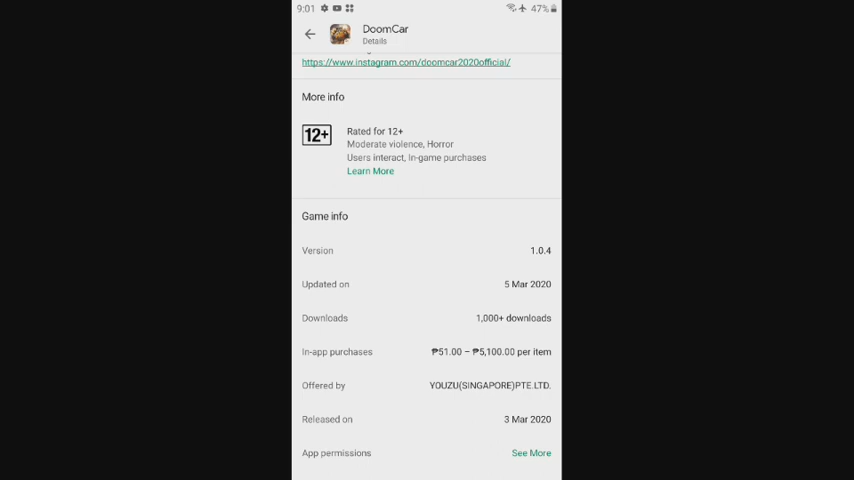 9:01 47%
DoomCar
Details
https://www.instagram.com/doomcar2020official/
More info
12+
Rated for 12+
Moderate violence, Horror
Users interact, In-game purchases
Learn More
Game info
Version 1.0.4
Updated on 5 Mar 2020
Downloads 1,000+ downloads
In-app purchases ₱51.00 – ₱5,100.00 per item
Offered by YOUZU(SINGAPORE)PTE.LTD.
Released on 3 Mar 2020
App permissions See More